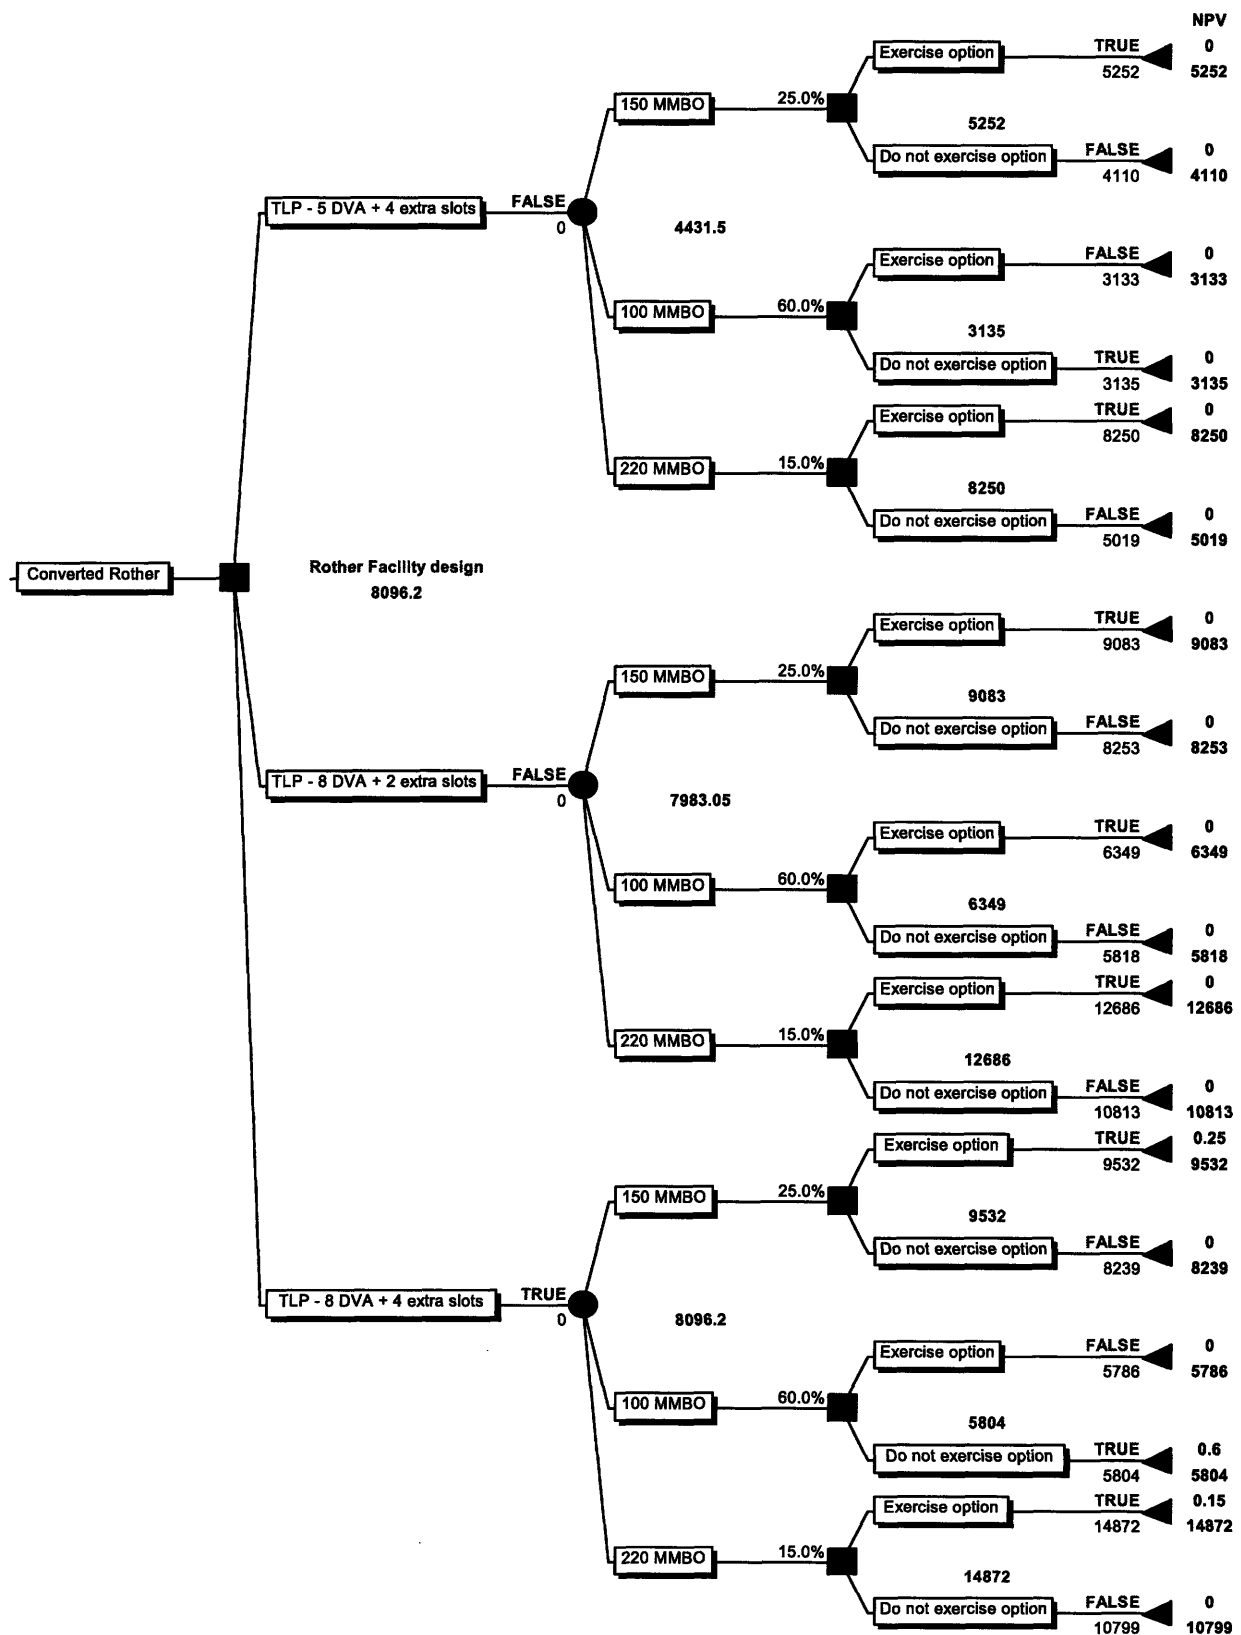 NPV
Exercise option TRUE 0
5252 5252
150 MMBO 25.0%
5252
Do not exercise option FALSE 0
4110 4110
TLP - 5 DVA + 4 extra slots FALSE
0 4431.5
Exercise option FALSE 0
3133 3133
100 MMBO 60.0%
3135
Do not exercise option TRUE 0
3135 3135
Exercise option TRUE 0
8250 8250
220 MMBO 15.0%
8250
Do not exercise option FALSE 0
5019 5019
Converted Rother
Rother Facility design
8096.2
Exercise option TRUE 0
9083 9083
150 MMBO 25.0%
9083
Do not exercise option FALSE 0
8253 8253
TLP - 8 DVA + 2 extra slots FALSE
0 7983.05
Exercise option TRUE 0
6349 6349
100 MMBO 60.0%
6349
Do not exercise option FALSE 0
5818 5818
Exercise option TRUE 0
12686 12686
220 MMBO 15.0%
12686
Do not exercise option FALSE 0
10813 10813
Exercise option TRUE 0.25
9532 9532
150 MMBO 25.0%
9532
Do not exercise option FALSE 0
8239 8239
TLP - 8 DVA + 4 extra slots TRUE
0 8096.2
Exercise option FALSE 0
5786 5786
100 MMBO 60.0%
5804
Do not exercise option TRUE 0.6
5804 5804
Exercise option TRUE 0.15
14872 14872
220 MMBO 15.0%
14872
Do not exercise option FALSE 0
10799 10799